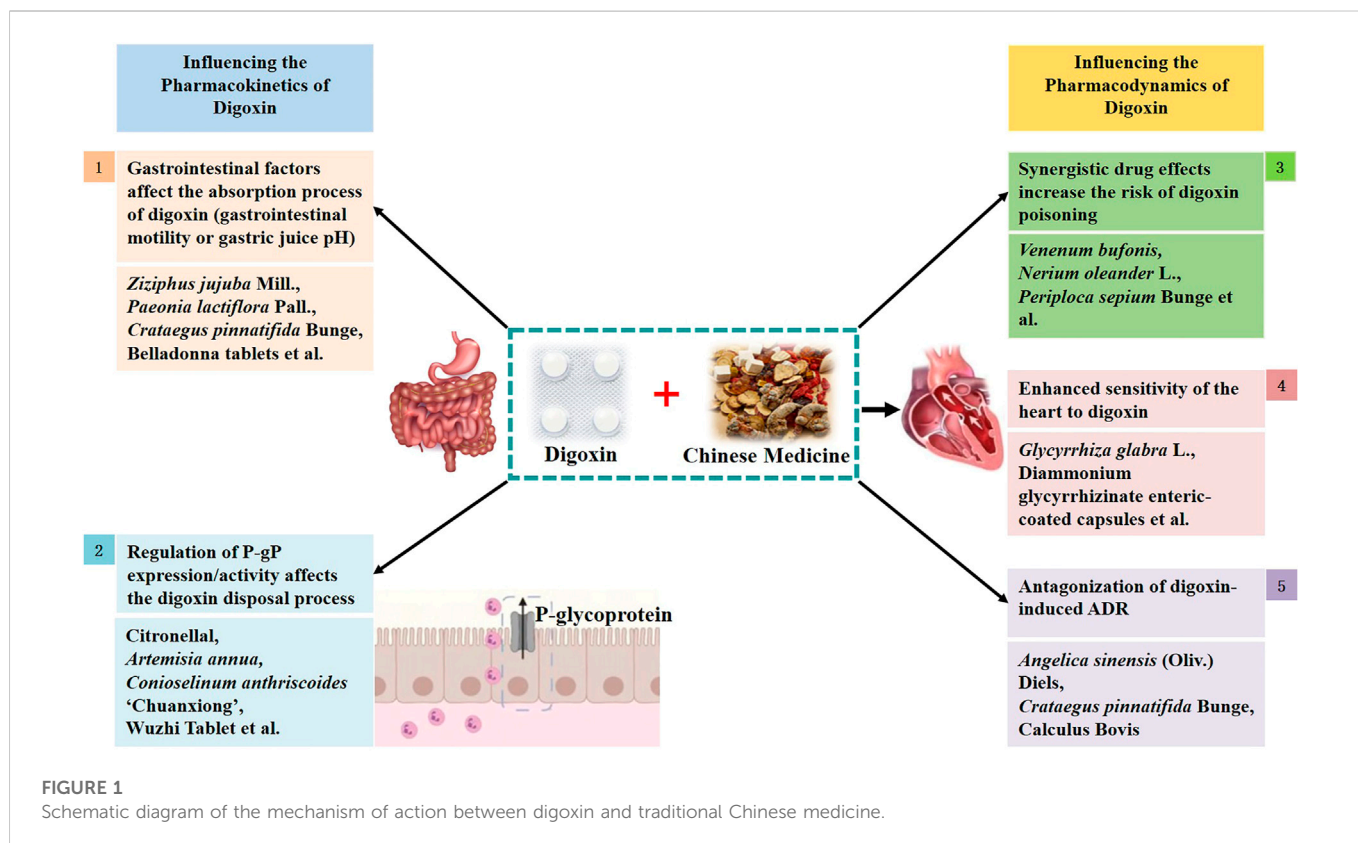 Influencing the
Pharmacokinetics of
Digoxin
1
Gastrointestinal factors
affect the absorption process
of digoxin (gastrointestinal
motility or gastric juice pH)
Ziziphus jujuba Mill.,
Paeonia lactiflora Pall.,
Crataegus pinnatifida Bunge,
Belladonna tablets et al.
2
Regulation of P-gP
expression/activity affects
the digoxin disposal process
Citronellal,
Artemisia annua,
Conioselinum anthriscoides
‘Chuanxiong’,
Wuzhi Tablet et al.
Digoxin
+
Chinese Medicine
P-glycoprotein
Influencing the
Pharmacodynamics of
Digoxin
Synergistic drug effects
increase the risk of digoxin
poisoning
3
Venenum bufonis,
Nerium oleander L.,
Periploca sepium Bunge et
al.
Enhanced sensitivity of the
heart to digoxin
4
Glycyrrhiza glabra L.,
Diammonium
glycyrrhizinate enteric-
coated capsules et al.
Antagonization of digoxin-
induced ADR
5
Angelica sinensis (Oliv.)
Diels,
Crataegus pinnatifida Bunge,
Calculus Bovis
FIGURE 1
Schematic diagram of the mechanism of action between digoxin and traditional Chinese medicine.